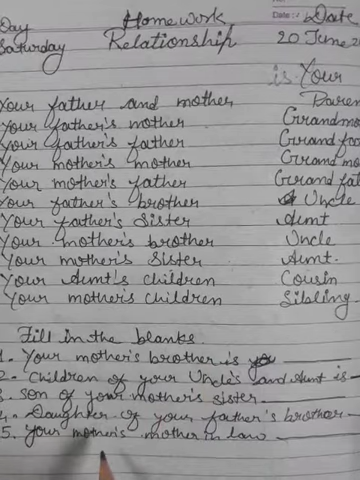 Day Homework Date
Saturday Relationship 20 June
is Your
Your father and mother Paren
Your father's mother Grandmo
Your father's father Grand
Your mother's mother Grand mo
Your mother's father Grand fat
Your father's brother Uncle
Your father's Sister Aunt
Your mother's brother Uncle
Your mother's Sister Aunt.
Your Aunt's children Cousin
Your mother's children Sibling
Fill in the blanks.
1. Your mother's brother is
2. Children of your Uncle's and Aunt is
3. son of your mother's sister
4. Daughter of your father's brother
5. Your mother's mother in law